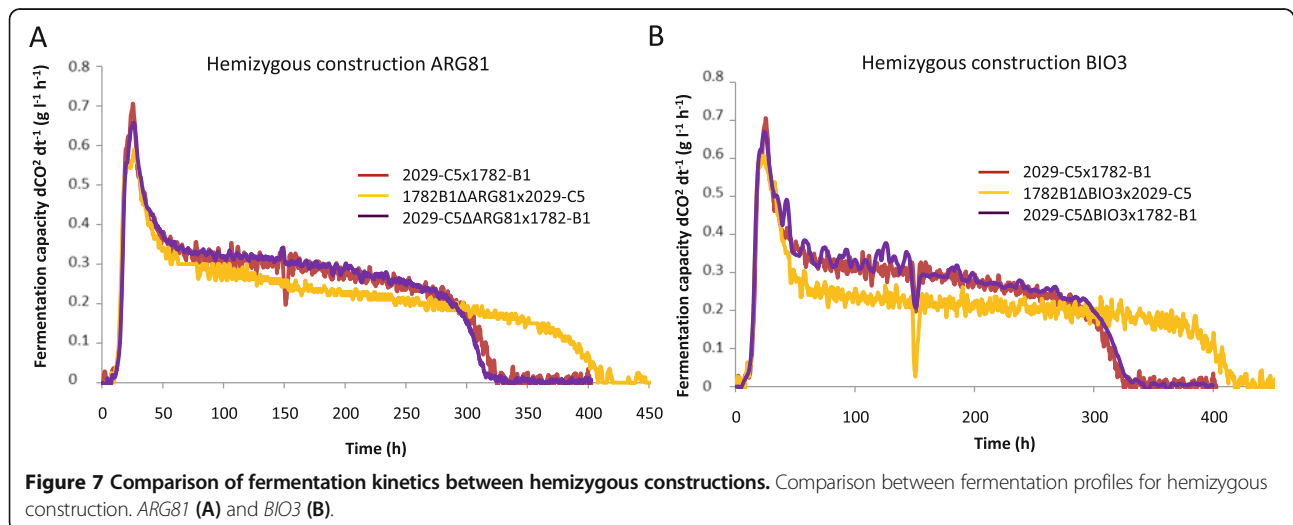 A
Hemizygous construction ARG81
Fermentation capacity dCO² dt⁻¹ (g l⁻¹ h⁻¹)
0.8
0.7
0.6
0.5
0.4
0.3
0.2
0.1
0
2029-C5x1782-B1
1782B1ΔARG81x2029-C5
2029-C5ΔARG81x1782-B1
0 50 100 150 200 250 300 350 400 450
Time (h)
B
Hemizygous construction BIO3
Fermentation capacity dCO² dt⁻¹ (g l⁻¹ h⁻¹)
0.8
0.7
0.6
0.5
0.4
0.3
0.2
0.1
0
2029-C5x1782-B1
1782B1ΔBIO3x2029-C5
2029-C5ΔBIO3x1782-B1
0 100 200 300 400
Time (h)
Figure 7 Comparison of fermentation kinetics between hemizygous constructions. Comparison between fermentation profiles for hemizygous
construction. ARG81 (A) and BIO3 (B).